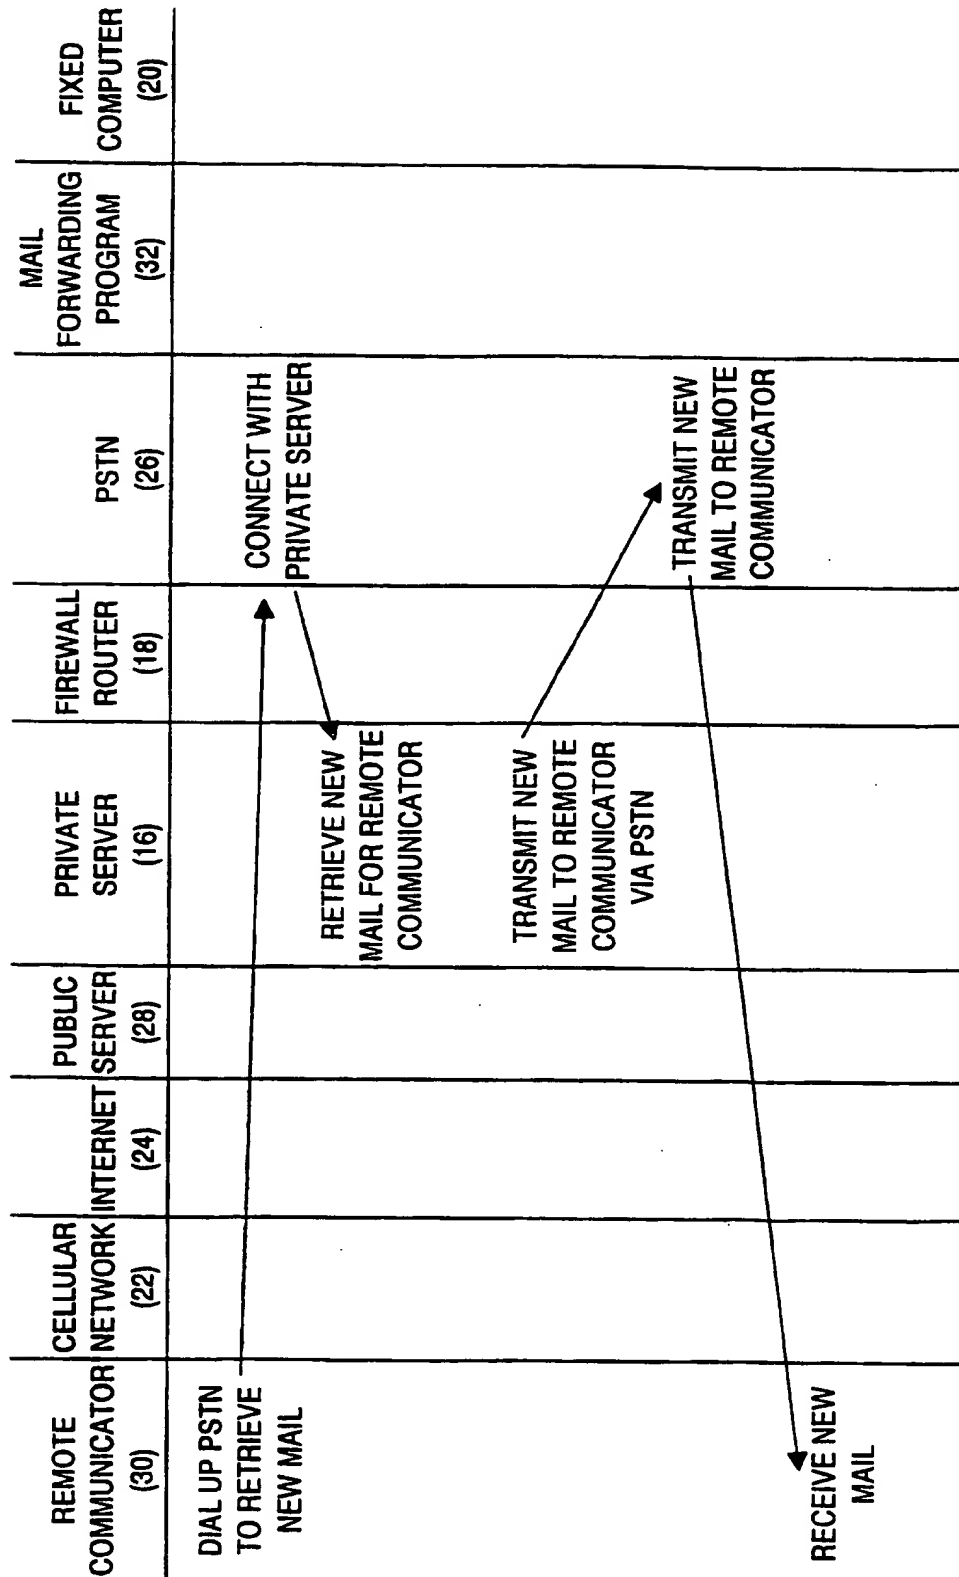 REMOTE
COMMUNICATOR
(30)
CELLULAR
NETWORK
(22)
INTERNET
(24)
PUBLIC
SERVER
(28)
PRIVATE
SERVER
(16)
FIREWALL
ROUTER
(18)
PSTN
(26)
MAIL
FORWARDING
PROGRAM
(32)
FIXED
COMPUTER
(20)
DIAL UP PSTN
TO RETRIEVE
NEW MAIL
CONNECT WITH
PRIVATE SERVER
RETRIEVE NEW
MAIL FOR REMOTE
COMMUNICATOR
TRANSMIT NEW
MAIL TO REMOTE
COMMUNICATOR
VIA PSTN
TRANSMIT NEW
MAIL TO REMOTE
COMMUNICATOR
RECEIVE NEW
MAIL